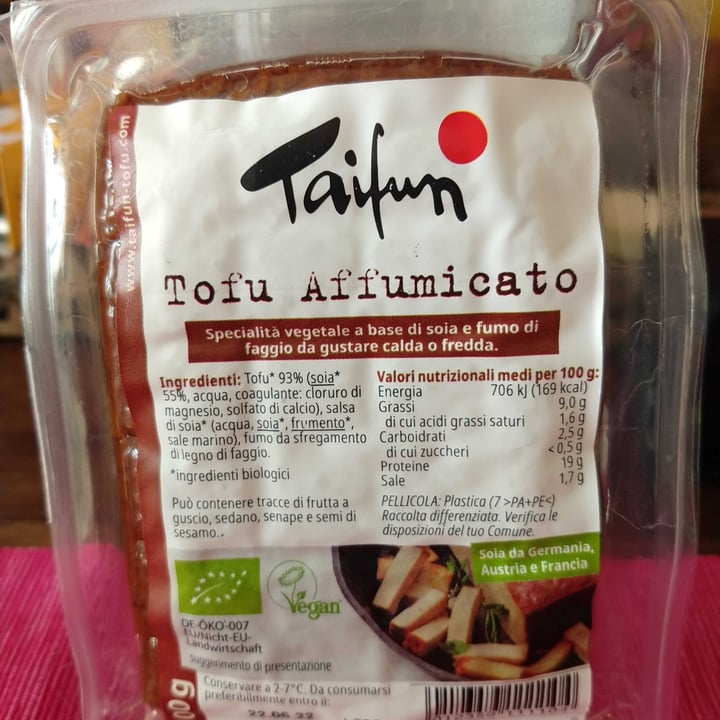 Taifun
www.taifun-tofu.com
Tofu Affumicato
Specialità vegetale a base di soia e fumo di
faggio da gustare calda o fredda.
Ingredienti: Tofu* 93% (soia*
55%, acqua, coagulante: cloruro di
magnesio, solfato di calcio), salsa
di soia* (acqua, soia*, frumento*,
sale marino), fumo da sfregamento
di legno di faggio.
*ingredienti biologici
Può contenere tracce di frutta a
guscio, sedano, senape e semi di
sesamo.
Valori nutrizionali medi per 100 g:
Energia 706 kJ (169 kcal)
Grassi 9,0 g
di cui acidi grassi saturi 1,6 g
Carboidrati 2,5 g
di cui zuccheri <0,5 g
Proteine 19 g
Sale 1,7 g
PELLICOLA: Plastica (7 >PA+PE<)
Raccolta differenziata. Verifica le
disposizioni del tuo Comune.
Soia da Germania,
Austria e Francia
Vegan
DE-ÖKO-007
EU/Nicht-EU-
Landwirtschaft
suggerimento di presentazione
Conservare a 2-7°C. Da consumarsi
preferibilmente entro il:
22.06.22